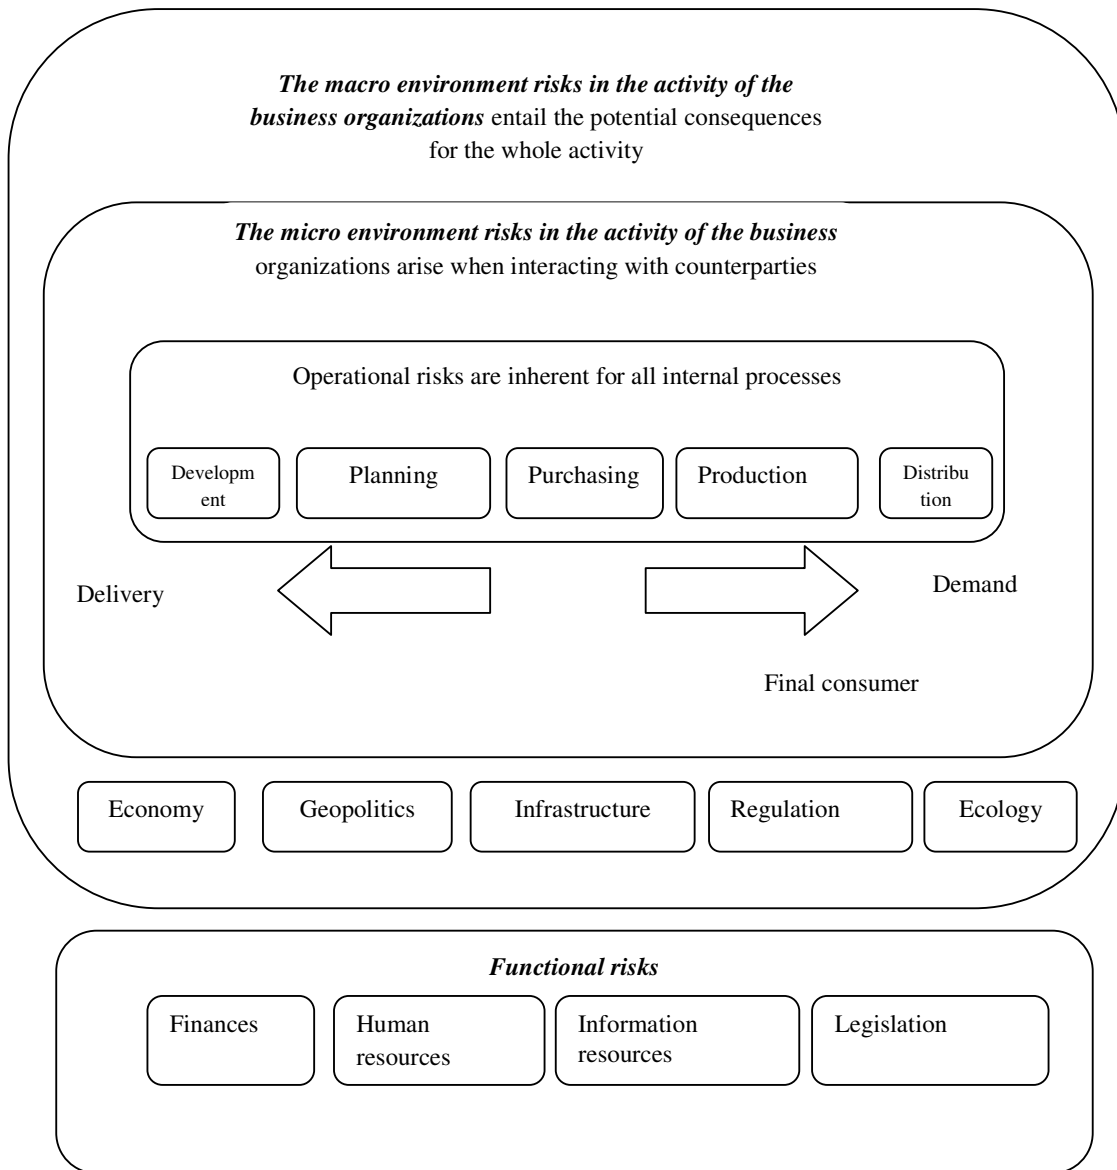 The macro environment risks in the activity of the
business organizations entail the potential consequences
for the whole activity
The micro environment risks in the activity of the business
organizations arise when interacting with counterparties
Operational risks are inherent for all internal processes
Developm
ent
Planning
Purchasing
Production
Distribu
tion
Delivery
Demand
Final consumer
Economy
Geopolitics
Infrastructure
Regulation
Ecology
Functional risks
Finances
Human
resources
Information
resources
Legislation